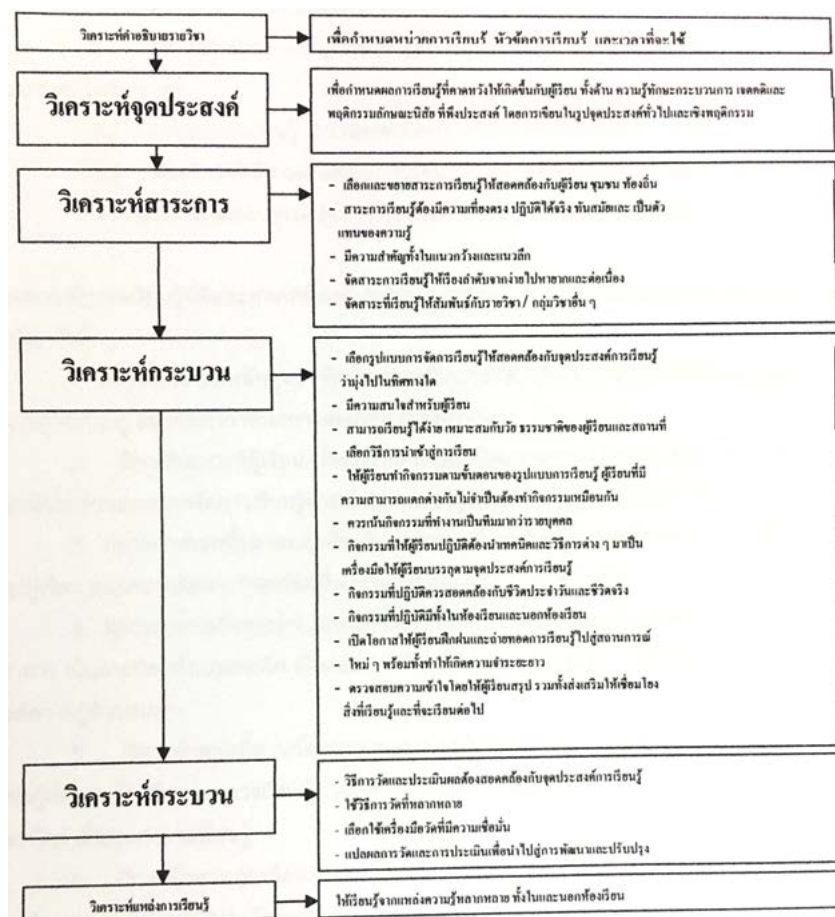 วิเคราะห์คำอธิบายรายวิชา
เพื่อกำหนดหน่วยการเรียนรู้ หัวข้อการเรียนรู้ และเวลาที่จะใช้
วิเคราะห์จุดประสงค์
เพื่อกำหนดผลการเรียนรู้ที่คาดหวังให้เกิดขึ้นกับผู้เรียน ทั้งด้าน ความรู้ทักษะกระบวนการ เจตคติและ
พฤติกรรมลักษณะนิสัย ที่พึงประสงค์ โดยการเขียนในรูปจุดประสงค์ทั่วไปและเชิงพฤติกรรม
วิเคราะห์สาระการ
- เลือกและขยายสาระการเรียนรู้ให้สอดคล้องกับผู้เรียน ชุมชน ท้องถิ่น
- สาระการเรียนรู้ต้องมีความเที่ยงตรง ปฏิบัติได้จริง ทันสมัยและ เป็นตัว
แทนของความรู้
- มีความสำคัญทั้งในแนวกว้างและแนวลึก
- จัดสาระการเรียนรู้ให้เรียงลำดับจากง่ายไปหายากและต่อเนื่อง
- จัดสาระที่เรียนรู้ให้สัมพันธ์กับรายวิชา / กลุ่มวิชาอื่น ๆ
วิเคราะห์กระบวน
- เลือกรูปแบบการจัดการเรียนรู้ให้สอดคล้องกับจุดประสงค์การเรียนรู้
ว่ามุ่งไปในทิศทางใด
- มีความสนใจสำหรับผู้เรียน
- สามารถเรียนรู้ได้ง่าย เหมาะสมกับวัย ธรรมชาติของผู้เรียนและสถานที่
- เลือกวิธีการนำเข้าสู่การเรียน
- ให้ผู้เรียนทำกิจกรรมตามขั้นตอนของรูปแบบการเรียนรู้ ผู้เรียนที่มี
ความสามารถแตกต่างกันไม่จำเป็นต้องทำกิจกรรมเหมือนกัน
- ควรเน้นกิจกรรมที่ทำงานเป็นทีมมากว่ารายบุคคล
- กิจกรรมที่ให้ผู้เรียนปฏิบัติต้องนำเทคนิคและวิธีการต่าง ๆ มาเป็น
เครื่องมือให้ผู้เรียนบรรลุตามจุดประสงค์การเรียนรู้
- กิจกรรมที่ปฏิบัติควรสอดคล้องกับชีวิตประจำวันและชีวิตจริง
กิจกรรมที่ปฏิบัติมีทั้งในห้องเรียนและนอกห้องเรียน
- เปิดโอกาสให้ผู้เรียนฝึกฝนและถ่ายทอดการเรียนรู้ไปสู่สถานการณ์
- ใหม่ ๆ พร้อมทั้งทำให้เกิดความจำระยะยาว
- ตรวจสอบความเข้าใจโดยให้ผู้เรียนสรุป รวมทั้งส่งเสริมให้เชื่อมโยง
สิ่งที่เรียนรู้และที่จะเรียนต่อไป
วิเคราะห์กระบวน
- วิธีการวัดและประเมินผลต้องสอดคล้องกับจุดประสงค์การเรียนรู้
- ใช้วิธีการวัดที่หลากหลาย
- เลือกใช้เครื่องมือวัดที่มีความเชื่อมั่น
- แปลผลการวัดและการประเมินเพื่อนำไปสู่การพัฒนาและปรับปรุง
วิเคราะห์แหล่งการเรียนรู้
ให้เรียนรู้จากแหล่งความรู้หลากหลาย ทั้งในและนอกห้องเรียน